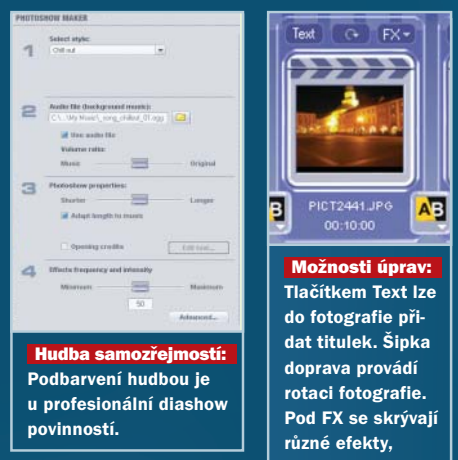 PHOTOSHOW MAKER
1
Select style:
Chill out
2
Audio file (background music):
C:\...\My Music\_song_chillout_01.ogg
Use audio file
Volume ratio:
Music
Original
3
Photoshow properties:
Shorter
Longer
Adapt length to music
Opening credits
Edit text...
4
Effects frequency and intensity
Minimum
Maximum
50
Advanced...
Hudba samozřejmostí:
Podbarvení hudbou je
u profesionální diashow
povinností.
Text
FX
B
PICT2441.JPG
AB
00:10:00
Možnosti úprav:
Tlačítkem Text lze
do fotografie při-
dat titulek. Šipka
doprava provádí
rotaci fotografie.
Pod FX se skrývají
různé efekty,